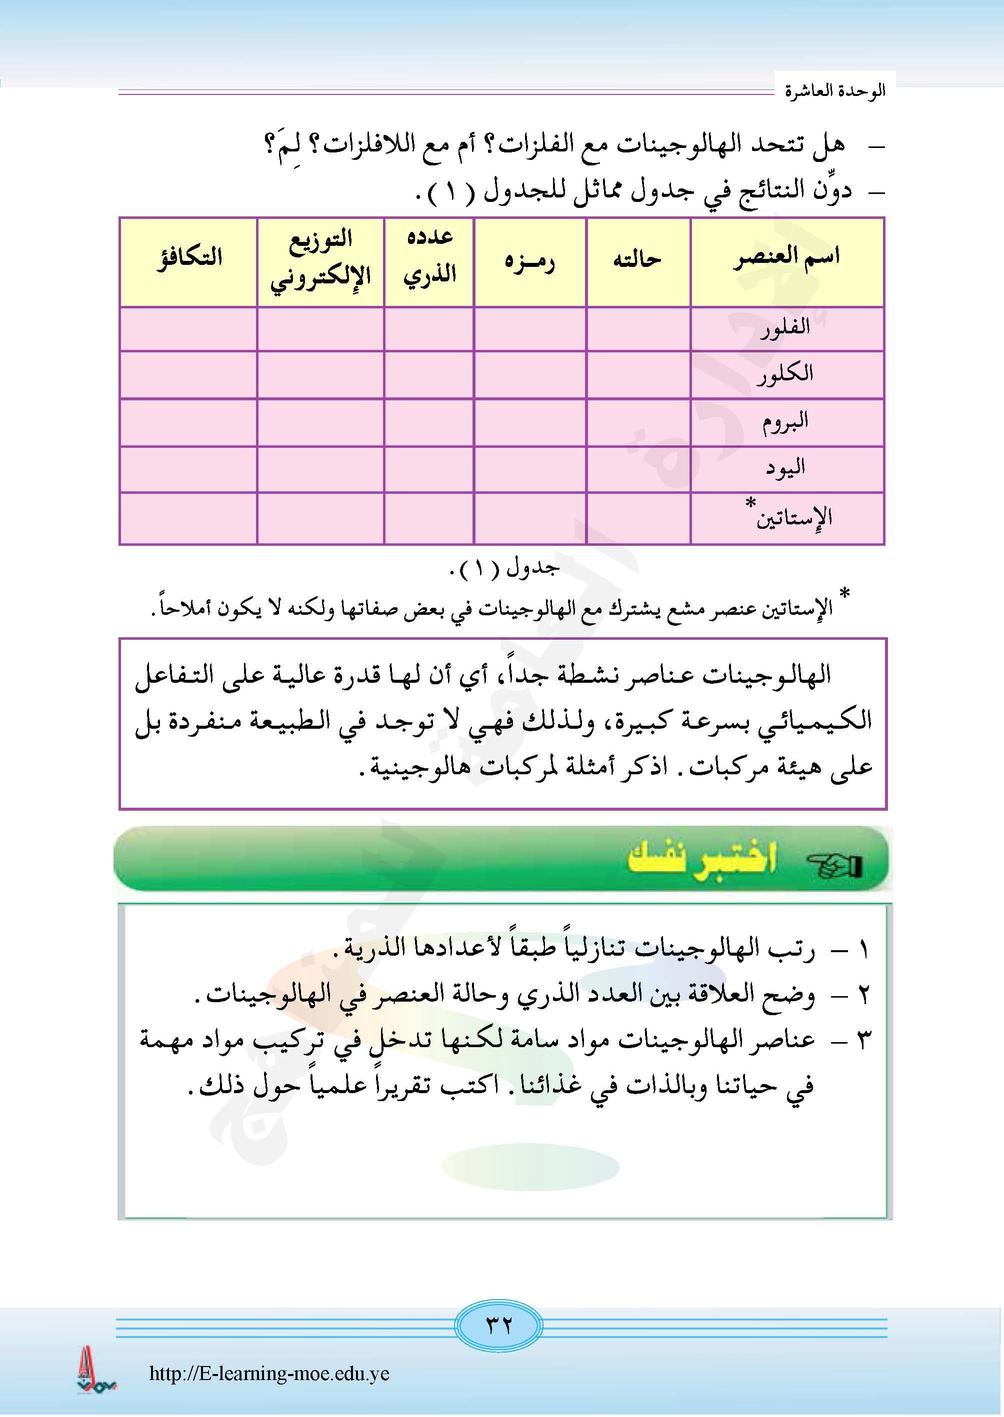 الوحدة العاشرة
– هل تتحد الهالوجينات مع الفلزات؟ أم مع اللافلزات؟ لِمَ؟
– دوِّن النتائج في جدول مماثل للجدول (١).
اسم العنصر حالته رمـزه عدده الذري التوزيع الإلكتروني التكافؤ
الفلور
الكلور
البروم
اليود
الإستاتين*
جدول (١).
* الإستاتين عنصر مشع يشترك مع الهالوجينات في بعض صفاتها ولكنه لا يكون أملاحاً.
الهالوجينات عناصر نشطة جداً، أي أن لها قدرة عالية على التفاعل
الكيميائي بسرعة كبيرة، ولذلك فهي لا توجد في الطبيعة منفردة بل
على هيئة مركبات. اذكر أمثلة لمركبات هالوجينية.
اختبر نفسك
١ – رتب الهالوجينات تنازلياً طبقاً لأعدادها الذرية.
٢ – وضح العلاقة بين العدد الذري وحالة العنصر في الهالوجينات.
٣ – عناصر الهالوجينات مواد سامة لكنها تدخل في تركيب مواد مهمة
في حياتنا وبالذات في غذائنا. اكتب تقريراً علمياً حول ذلك.
الإدارة العامة للمناهج
٣٢
http://E-learning-moe.edu.ye